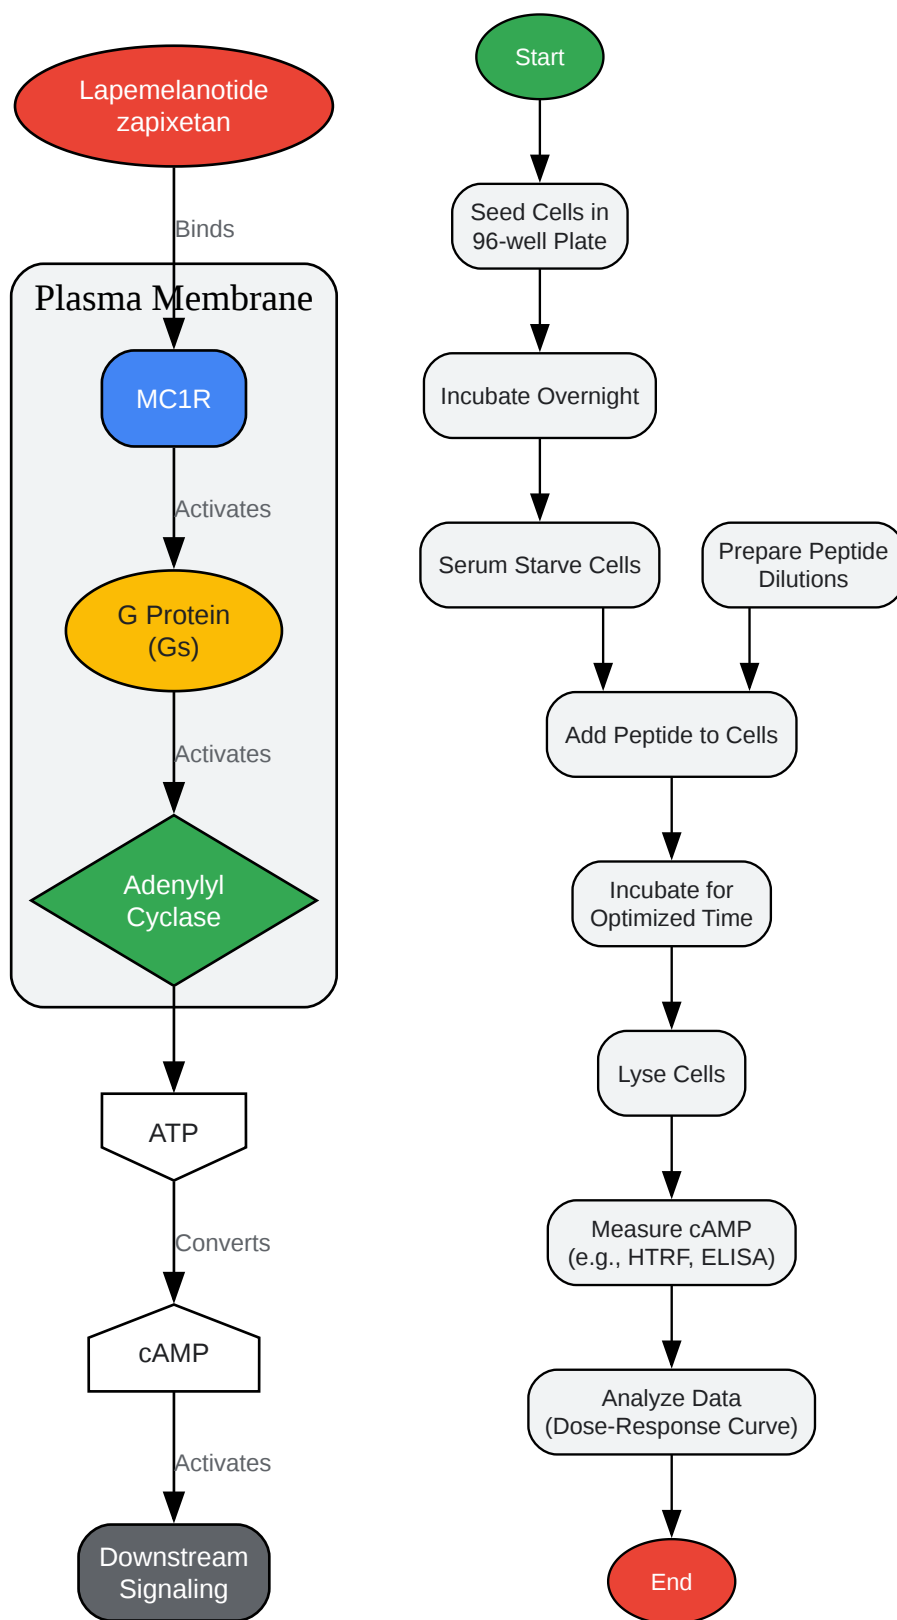 Lapemelanotide
zapixetan
Binds
Plasma Membrane
MC1R
Activates
G Protein
(Gs)
Activates
Adenylyl
Cyclase
ATP
Converts
cAMP
Activates
Downstream
Signaling
Start
Seed Cells in
96-well Plate
Incubate Overnight
Serum Starve Cells
Prepare Peptide
Dilutions
Add Peptide to Cells
Incubate for
Optimized Time
Lyse Cells
Measure cAMP
(e.g., HTRF, ELISA)
Analyze Data
(Dose-Response Curve)
End